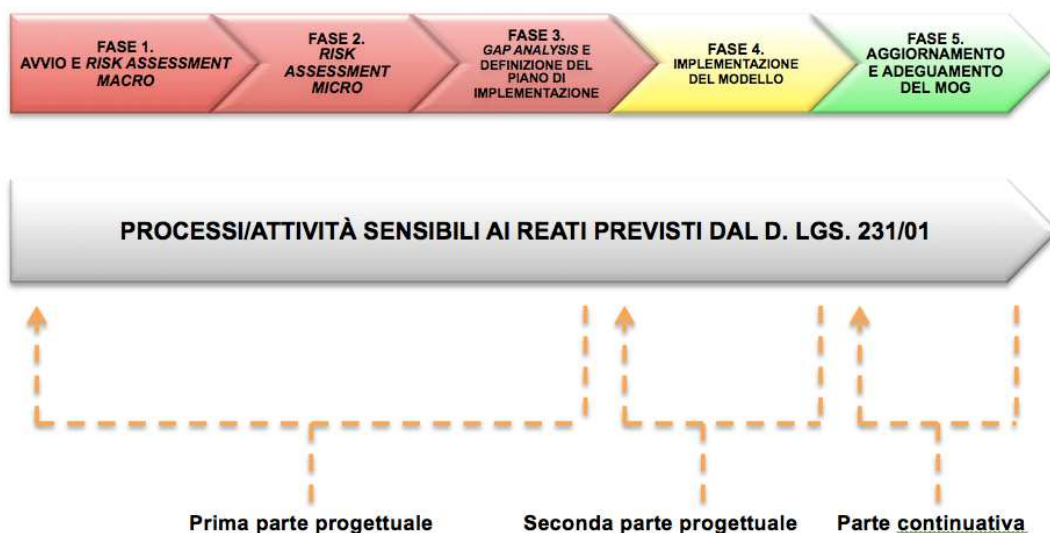 FASE 1.
AVVIO E RISK ASSESSMENT
MACRO
FASE 2.
RISK
ASSESSMENT
MICRO
FASE 3.
GAP ANALYSIS E
DEFINIZIONE DEL
PIANO DI
IMPLEMENTAZIONE
FASE 4.
IMPLEMENTAZIONE
DEL MODELLO
FASE 5.
AGGIORNAMENTO
E ADEGUAMENTO
DEL MOG
PROCESSI/ATTIVITÀ SENSIBILI AI REATI PREVISTI DAL D. LGS. 231/01
Prima parte progettuale
Seconda parte progettuale
Parte continuativa